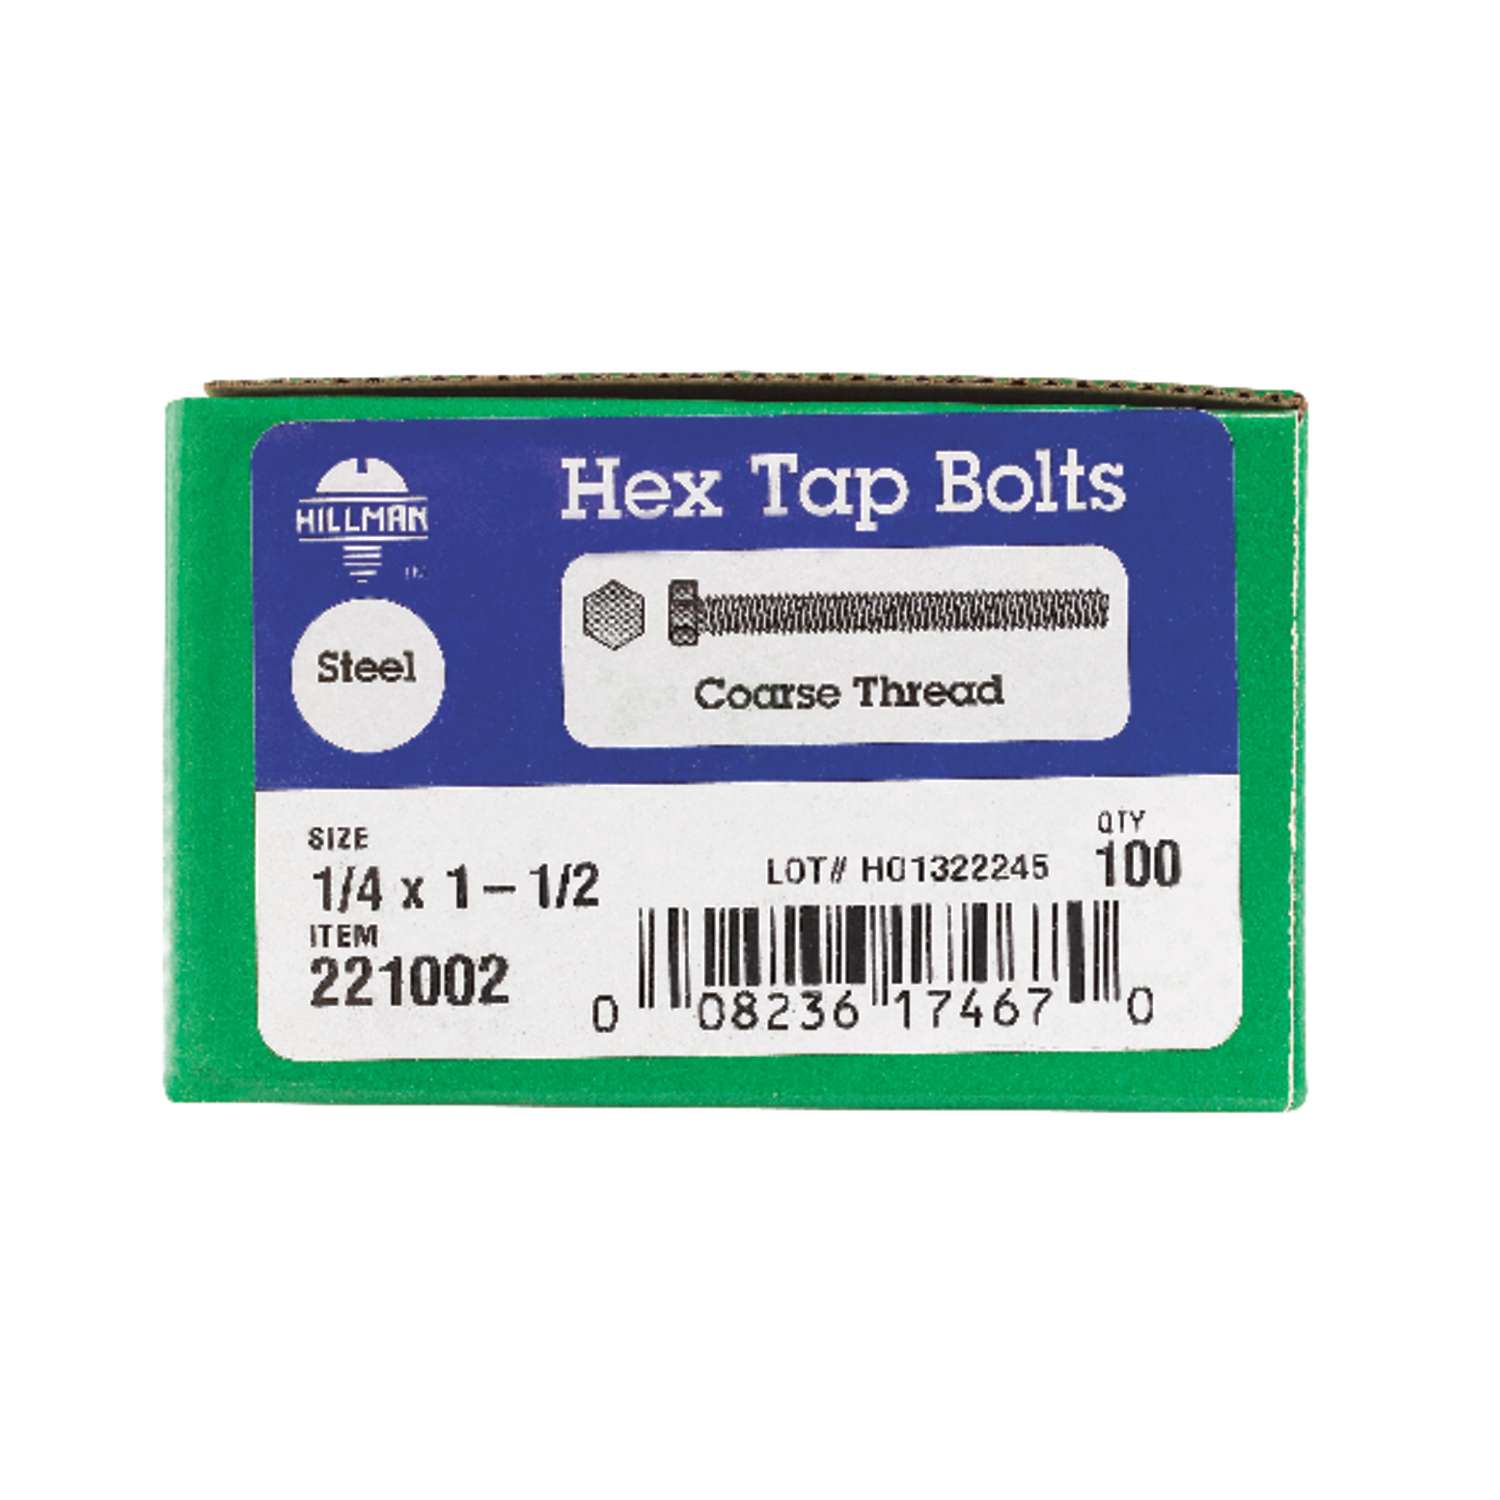 Hex Tap Bolts
HILLMAN
Steel
Coarse Thread
SIZE
1/4 x 1 – 1/2
ITEM
221002
LOT# H01322245
QTY
100
0 08236 17467 0